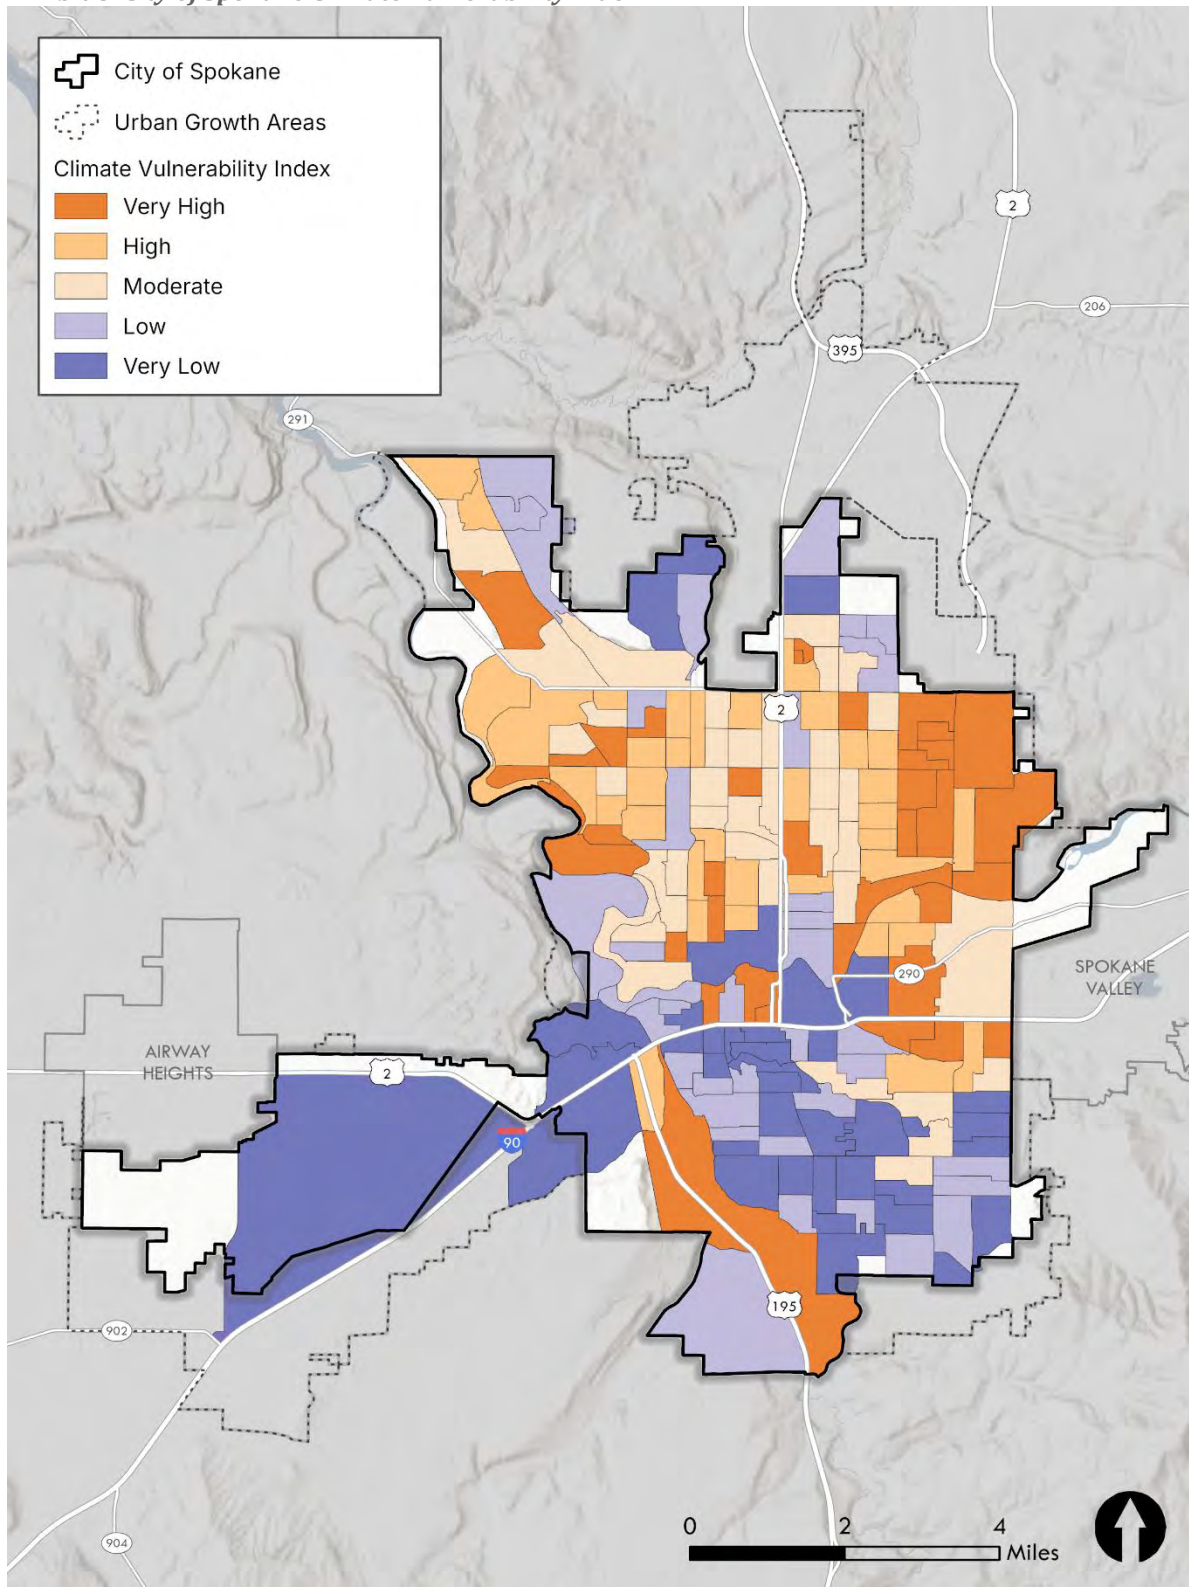 City of Spokane
Urban Growth Areas
Climate Vulnerability Index
Very High
High
Moderate
Low
Very Low
2
206
395
291
2
290
SPOKANE
VALLEY
AIRWAY
HEIGHTS
2
90
195
902
904
0 2 4
Miles